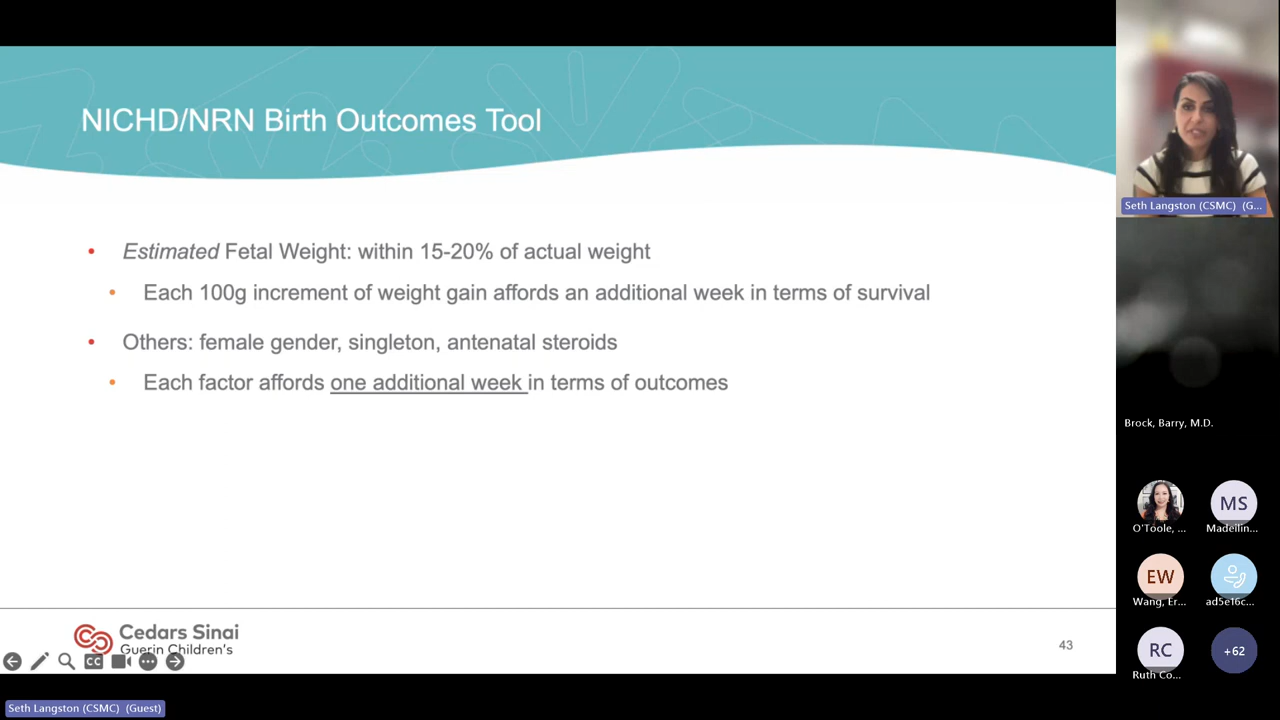 NICHD/NRN Birth Outcomes Tool
• Estimated Fetal Weight: within 15-20% of actual weight
• Each 100g increment of weight gain affords an additional week in terms of survival
• Others: female gender, singleton, antenatal steroids
• Each factor affords one additional week in terms of outcomes
Cedars Sinai
Guerin Children's
CC
43
Seth Langston (CSMC) (Guest)
Seth Langston (CSMC) (G...
Brock, Barry, M.D.
O'Toole, ...
MS
Madeilin...
EW
Wang, Er...
ad5e16c...
RC
Ruth Co...
+62